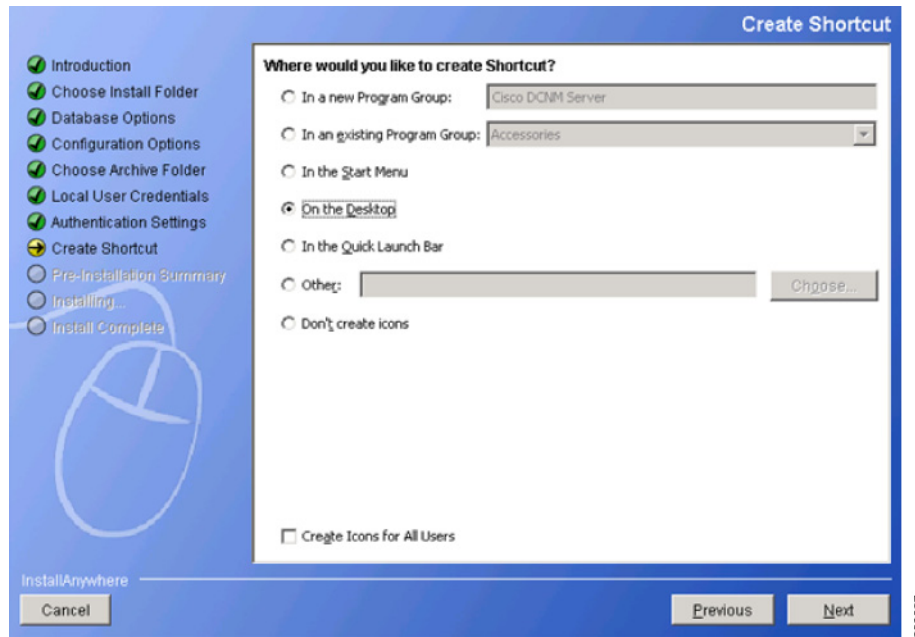 Create Shortcut
Introduction
Choose Install Folder
Database Options
Configuration Options
Choose Archive Folder
Local User Credentials
Authentication Settings
Create Shortcut
Pre-Installation Summary
Installing...
Install Complete
Where would you like to create Shortcut?
In a new Program Group: Cisco DCNM Server
In an existing Program Group: Accessories
In the Start Menu
On the Desktop
In the Quick Launch Bar
Other: Choose...
Don't create icons
Create Icons for All Users
InstallAnywhere
Cancel Previous Next